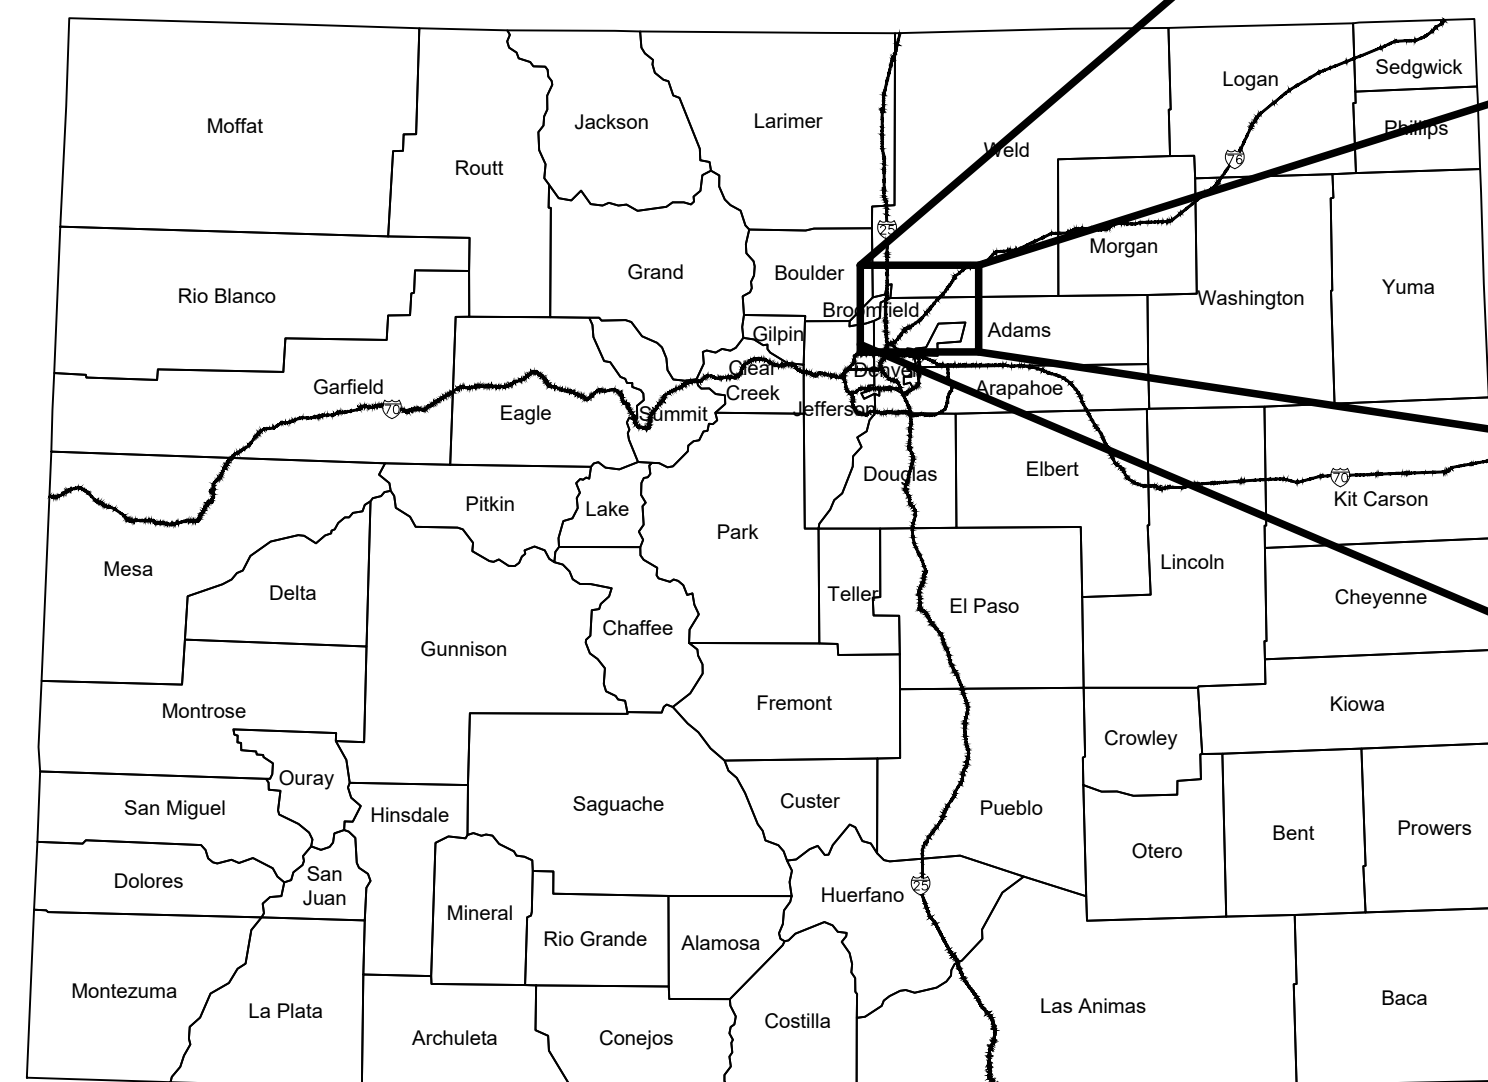 Sedgwick
Logan
Moffat
Jackson
Larimer
Phillips
Weld
76
Routt
25
Morgan
Grand
Boulder
Rio Blanco
Washington
Yuma
Broomfield
Gilpin
Adams
Clear
Creek
Denver
Garfield
Arapahoe
70
Eagle
Summit
Jefferson
Douglas
Elbert
70
Kit Carson
Pitkin
Lake
Park
Mesa
Lincoln
Delta
Teller
El Paso
Cheyenne
Chaffee
Gunnison
Montrose
Fremont
Kiowa
Crowley
Ouray
San Miguel
Hinsdale
Saguache
Custer
Pueblo
Otero
Bent
Prowers
Dolores
San
Juan
Huerfano
25
Mineral
Rio Grande
Alamosa
Montezuma
La Plata
Archuleta
Conejos
Costilla
Las Animas
Baca